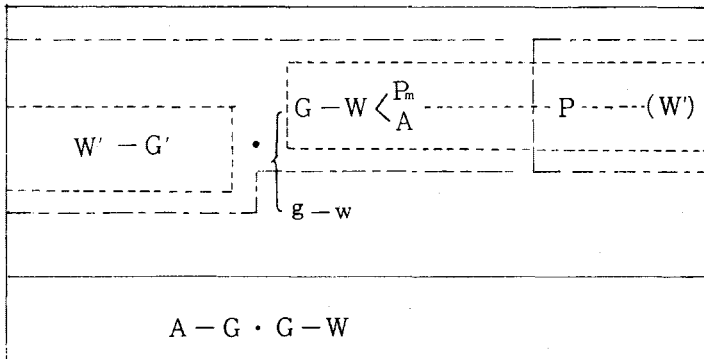 G — W < Pm ········ P ······ (W′)
A
W′ — G′ ·
g — w
A — G · G — W